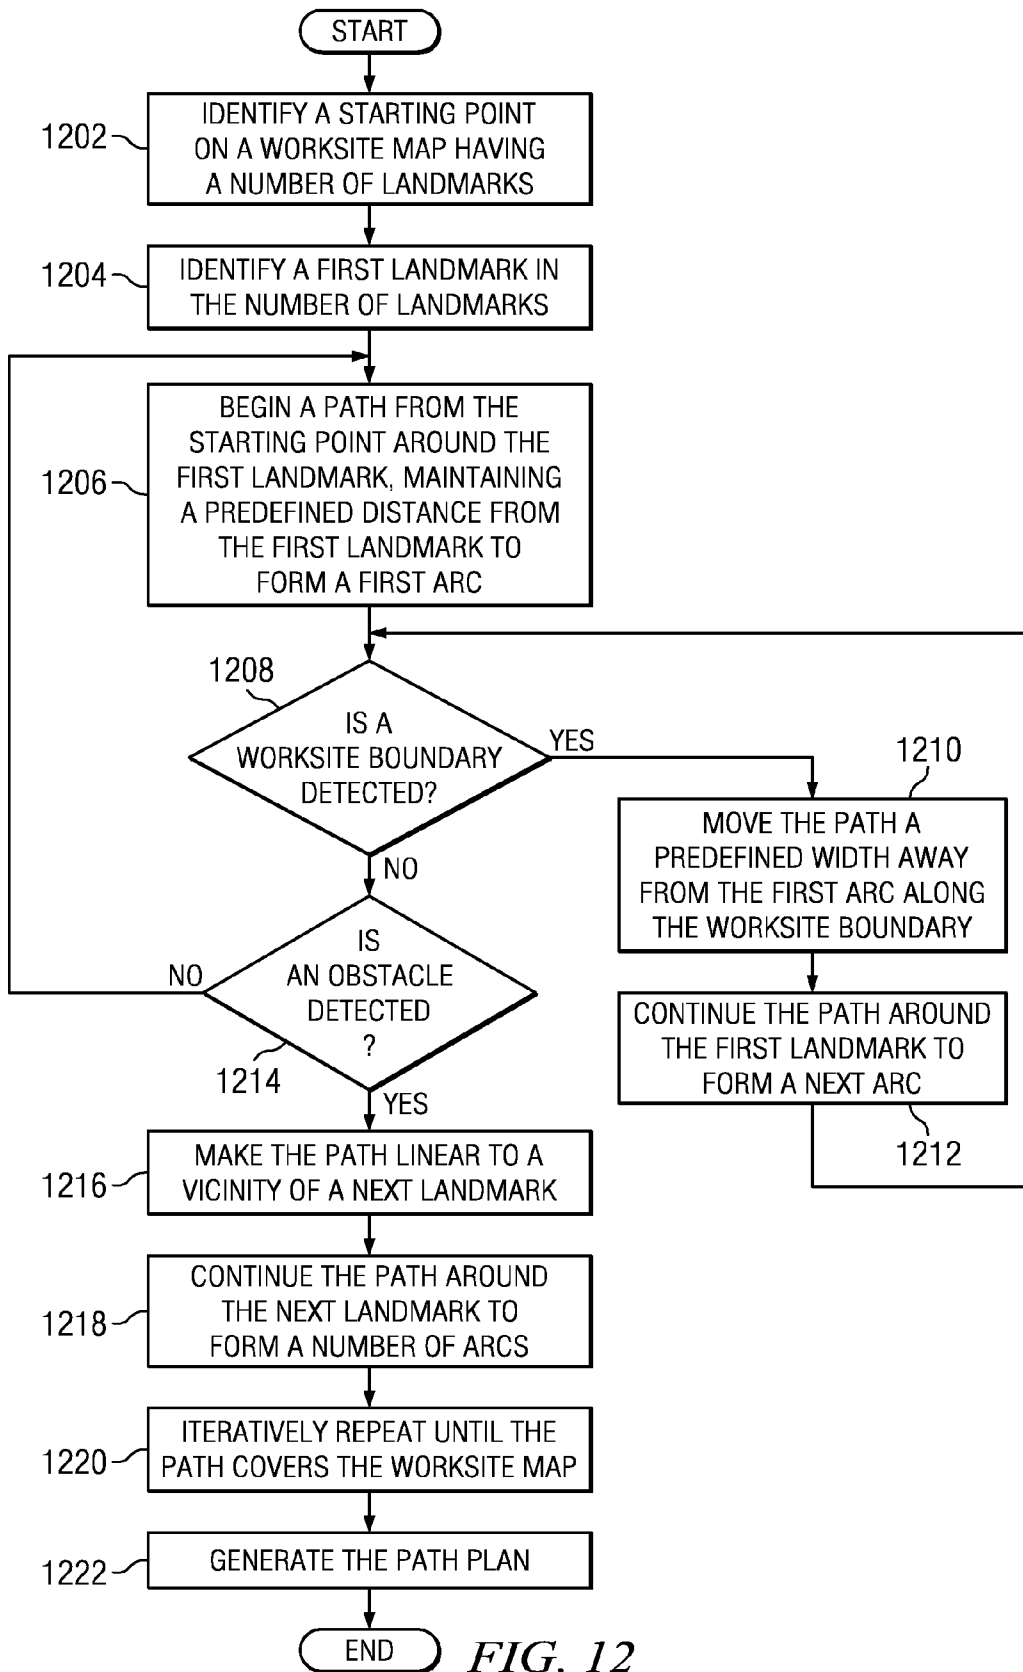 START
1202
IDENTIFY A STARTING POINT
ON A WORKSITE MAP HAVING
A NUMBER OF LANDMARKS
1204
IDENTIFY A FIRST LANDMARK IN
THE NUMBER OF LANDMARKS
1206
BEGIN A PATH FROM THE
STARTING POINT AROUND THE
FIRST LANDMARK, MAINTAINING
A PREDEFINED DISTANCE FROM
THE FIRST LANDMARK TO
FORM A FIRST ARC
1208
IS A
WORKSITE BOUNDARY
DETECTED?
YES
NO
1210
MOVE THE PATH A
PREDEFINED WIDTH AWAY
FROM THE FIRST ARC ALONG
THE WORKSITE BOUNDARY
CONTINUE THE PATH AROUND
THE FIRST LANDMARK TO
FORM A NEXT ARC
1212
IS
AN OBSTACLE
DETECTED
?
NO
1214
YES
1216
MAKE THE PATH LINEAR TO A
VICINITY OF A NEXT LANDMARK
1218
CONTINUE THE PATH AROUND
THE NEXT LANDMARK TO
FORM A NUMBER OF ARCS
1220
ITERATIVELY REPEAT UNTIL THE
PATH COVERS THE WORKSITE MAP
1222
GENERATE THE PATH PLAN
END
FIG. 12